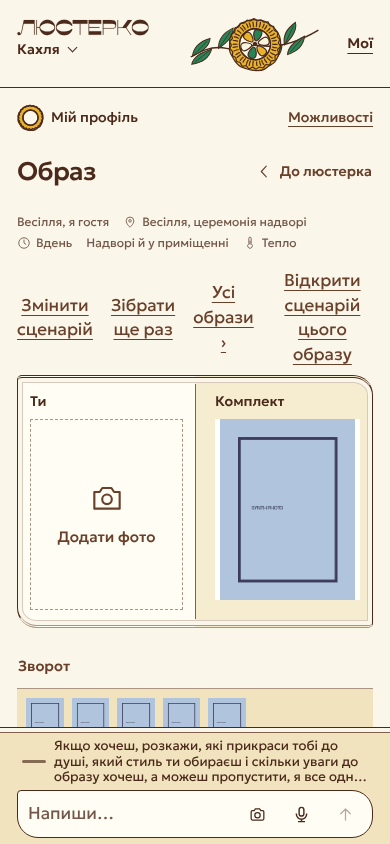 ЛЮСТЕРКО
Кахля
Мої
Мій профіль
Можливості
Образ
До люстерка
Весілля, я гостя Весілля, церемонія надворі
Вдень Надворі й у приміщенні Тепло
Змінити
сценарій
Зібрати
ще раз
Усі
образи
›
Відкрити
сценарій
цього
образу
Ти
Комплект
Додати фото
Зворот
Якщо хочеш, розкажи, які прикраси тобі до
душі, який стиль ти обираєш і скільки уваги до
образу хочеш, а можеш пропустити, я все одн…
Напиши…